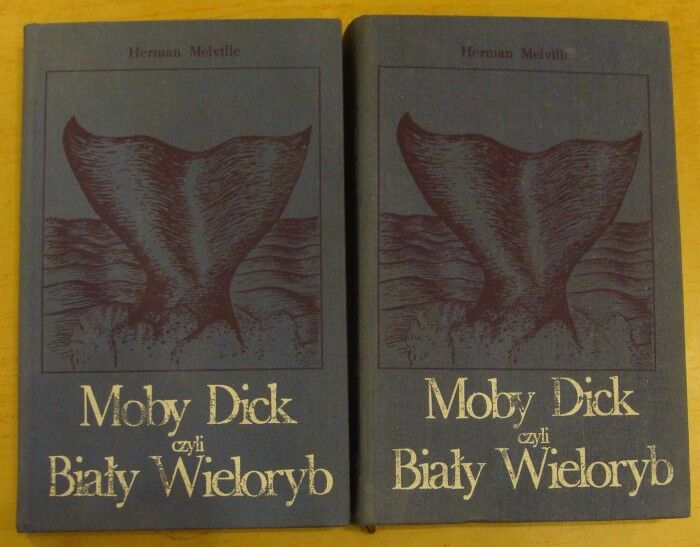 Herman Melville
Moby Dick
czyli
Biały Wieloryb
Herman Melville
Moby Dick
czyli
Biały Wieloryb